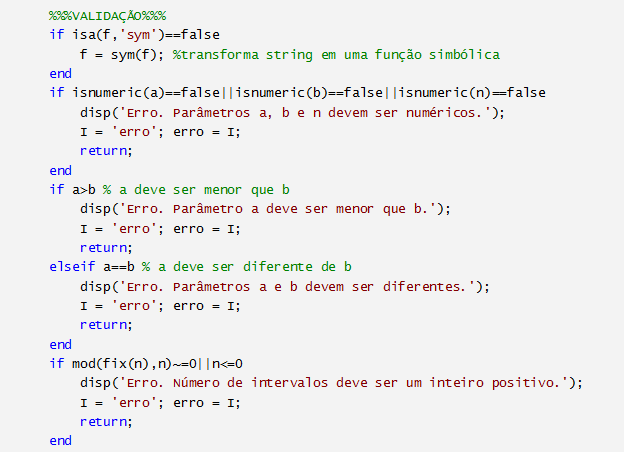 %%%VALIDAÇÃO%%%
if isa(f,'sym')==false
    f = sym(f); %transforma string em uma função simbólica
end
if isnumeric(a)==false||isnumeric(b)==false||isnumeric(n)==false
    disp('Erro. Parâmetros a, b e n devem ser numéricos.');
    I = 'erro'; erro = I;
    return;
end
if a>b % a deve ser menor que b
    disp('Erro. Parâmetro a deve ser menor que b.');
    I = 'erro'; erro = I;
    return;
elseif a==b % a deve ser diferente de b
    disp('Erro. Parâmetros a e b devem ser diferentes.');
    I = 'erro'; erro = I;
    return;
end
if mod(fix(n),n)~=0||n<=0
    disp('Erro. Número de intervalos deve ser um inteiro positivo.');
    I = 'erro'; erro = I;
    return;
end